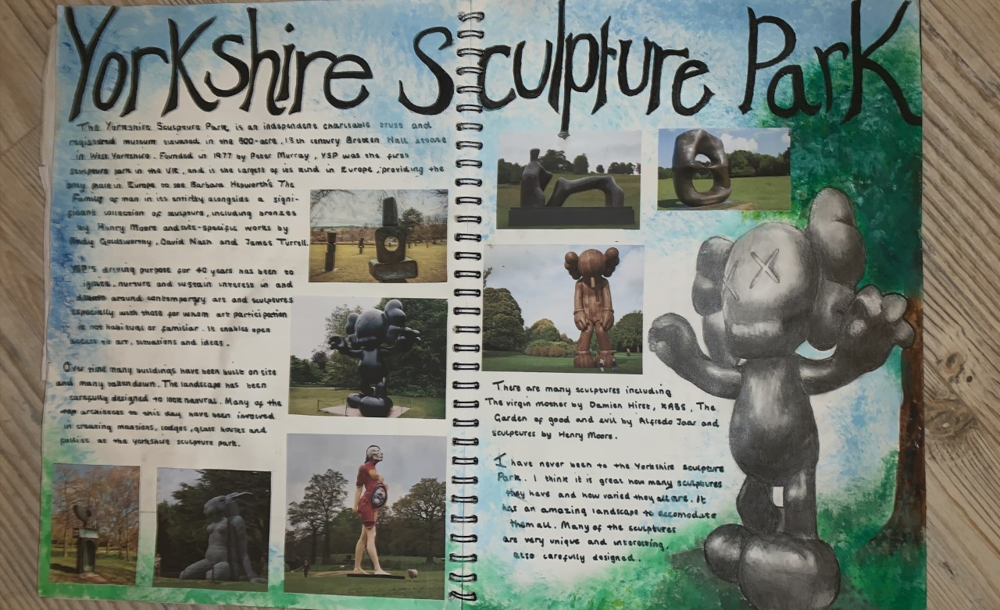 Yorkshire Sculpture Park
The Yorkshire Sculpture Park, is an independent charitable trust and
registered museum situated in the 500-acre, 18th century Bretton Hall estate
in West Yorkshire. Founded in 1977 by Peter Murray, YSP was the first
sculpture park in the UK, and is the largest of its kind in Europe, providing the
only place in Europe to see Barbara Hepworth's The
Family of man in its entirity alongside a signi-
ficant collection of sculpture, including bronzes
by Henry Moore and site-specific works by
Andy Goldsworthy, David Nash and James Turrell.
YSP's driving purpose for 40 years has been to
ignite, nurture and sustain interest in and
debate around contemporary art and sculptures
especially with those for whom art participation
is not habitual or familiar. It enables open
access to art, situations and ideas.
Over time many buildings have been built on site
and many taken down. The landscape has been
carefully designed to look natural. Many of the
top architects to this day have been involved
in creating mansions, lodges, glass houses and
follies at the yorkshire sculpture park.
There are many sculptures including
The virgin mother by Damien Hirst, KABS, The
Garden of good and evil by Alfredo Jaar and
sculptures by Henry Moore.
I have never been to the Yorkshire sculpture
Park. I think it is great how many sculptures
they have and how varied they all are. It
has an amazing landscape to accomodate
them all. Many of the sculptures
are very unique and interesting,
also carefully designed.